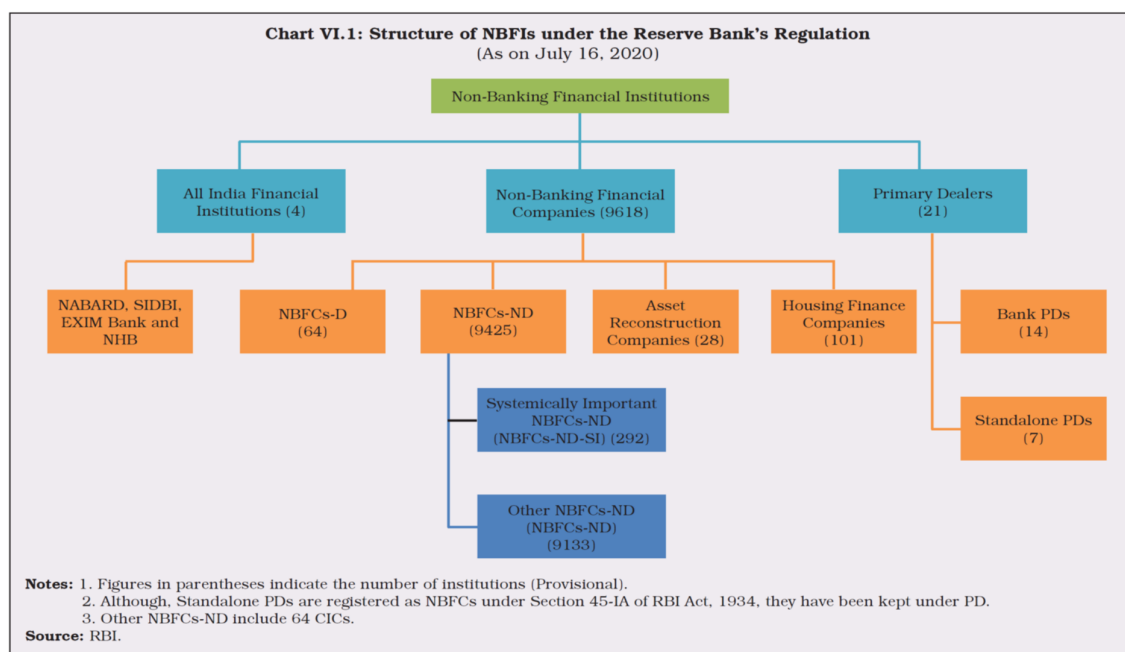 Chart VI.1: Structure of NBFIs under the Reserve Bank's Regulation
(As on July 16, 2020)
Non-Banking Financial Institutions
All India Financial
Institutions (4)
Non-Banking Financial
Companies (9618)
Primary Dealers
(21)
NABARD, SIDBI,
EXIM Bank and
NHB
NBFCs-D
(64)
NBFCs-ND
(9425)
Asset
Reconstruction
Companies (28)
Housing Finance
Companies
(101)
Bank PDs
(14)
Systemically Important
NBFCs-ND
(NBFCs-ND-SI) (292)
Standalone PDs
(7)
Other NBFCs-ND
(NBFCs-ND)
(9133)
Notes: 1. Figures in parentheses indicate the number of institutions (Provisional).
2. Although, Standalone PDs are registered as NBFCs under Section 45-IA of RBI Act, 1934, they have been kept under PD.
3. Other NBFCs-ND include 64 CICs.
Source: RBI.